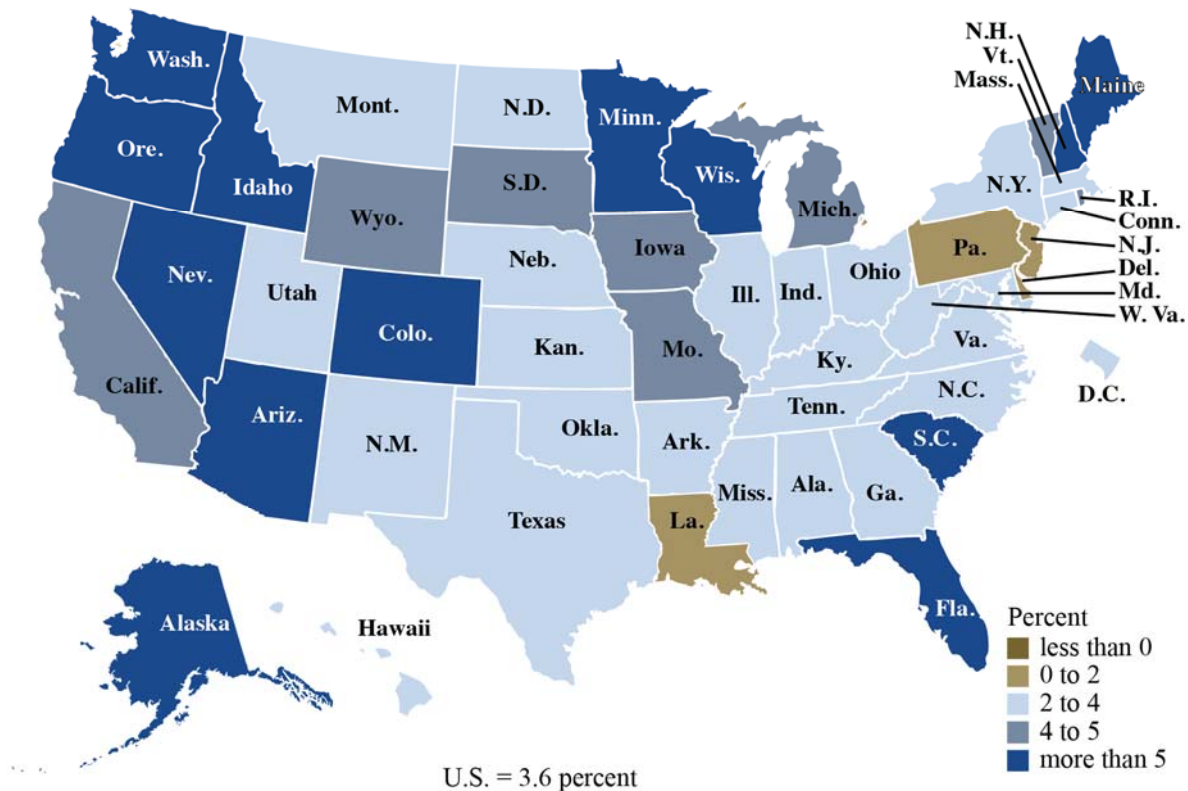 N.H.
Vt.
Mass.
Wash.
Maine
Mont.
N.D.
Minn.
Ore.
Idaho
S.D.
Wis.
N.Y.
Wyo.
Mich.
R.I.
Conn.
Iowa
Pa.
N.J.
Neb.
Nev.
Utah
Ill.
Ind.
Ohio
Del.
Md.
W. Va.
Colo.
Kan.
Mo.
Ky.
Va.
Calif.
D.C.
Ariz.
N.M.
Okla.
Ark.
Tenn.
N.C.
S.C.
Miss.
Ala.
Ga.
Texas
La.
Alaska
Hawaii
Fla.
Percent
less than 0
0 to 2
2 to 4
4 to 5
more than 5
U.S. = 3.6 percent